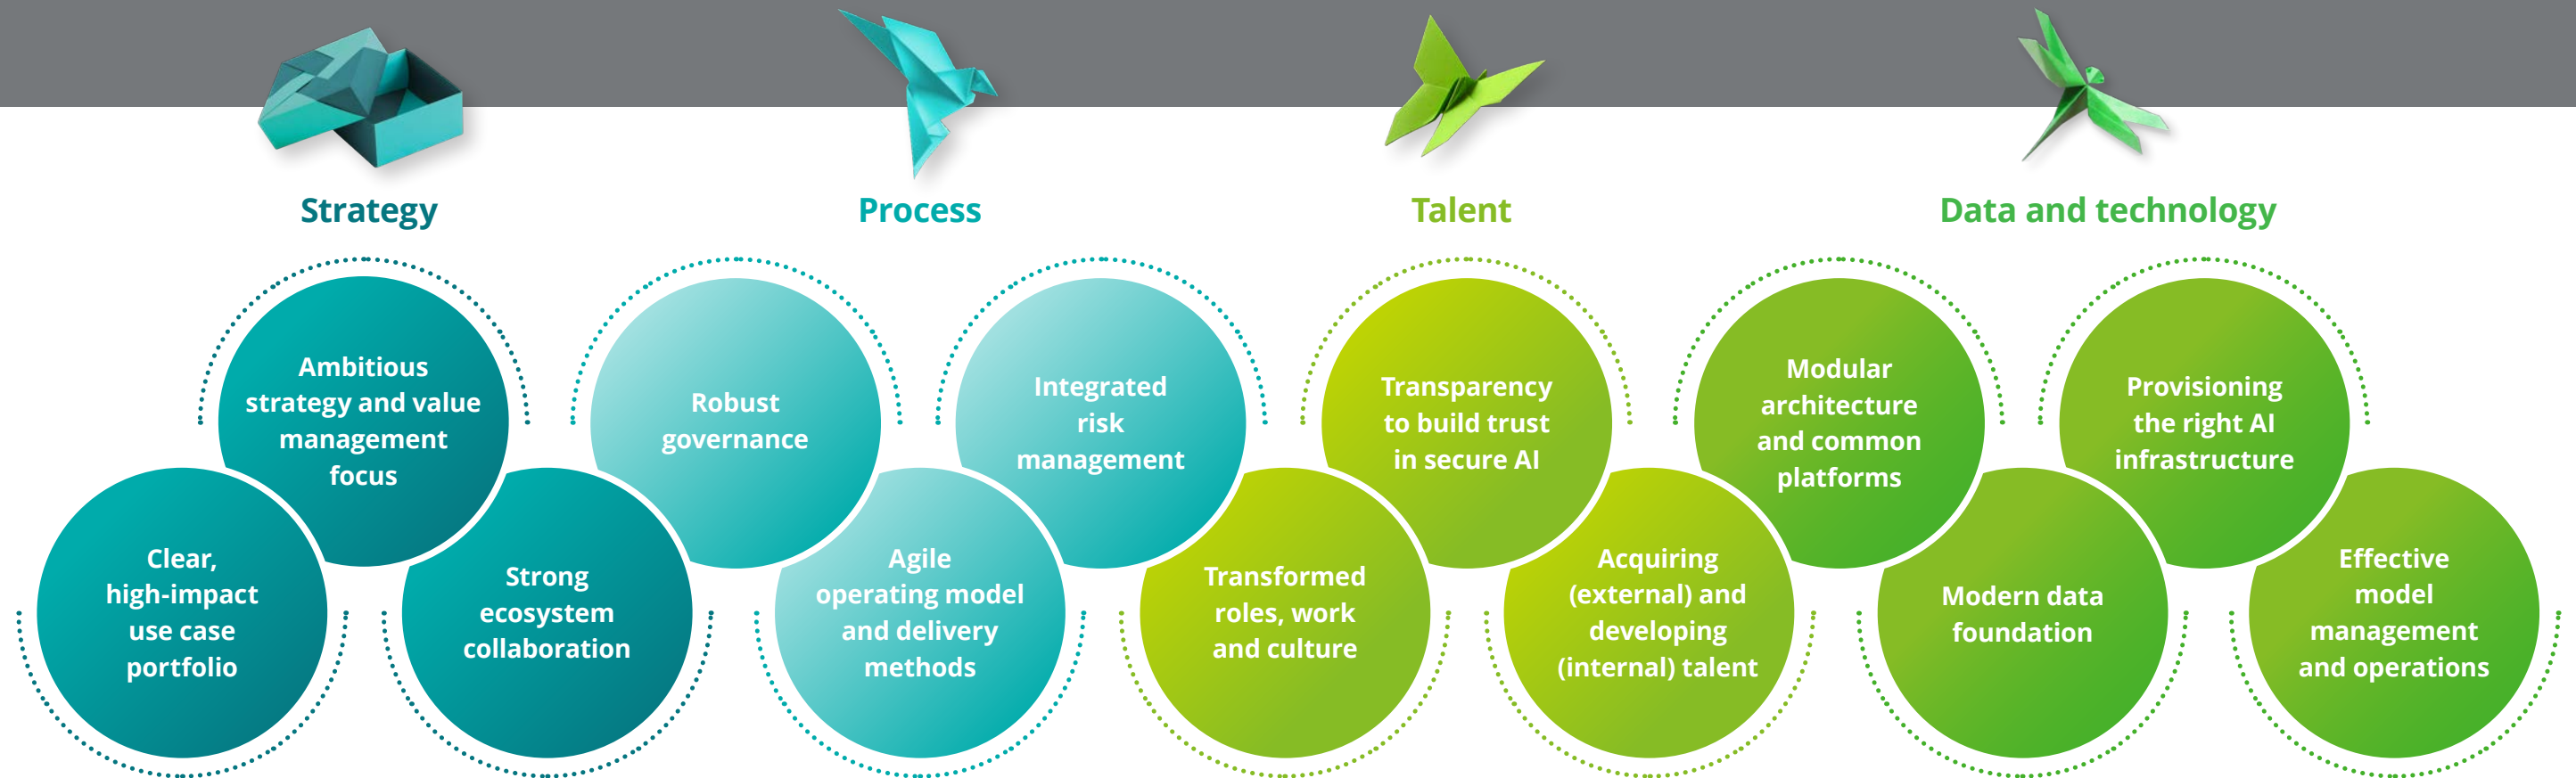 Strategy
Process
Talent
Data and technology
Clear,
high-impact
use case
portfolio
Ambitious
strategy and value
management
focus
Strong
ecosystem
collaboration
Robust
governance
Agile
operating model
and delivery
methods
Integrated
risk
management
Transformed
roles, work
and culture
Transparency
to build trust
in secure AI
Acquiring
(external) and
developing
(internal) talent
Modular
architecture
and common
platforms
Modern data
foundation
Provisioning
the right AI
infrastructure
Effective
model
management
and operations